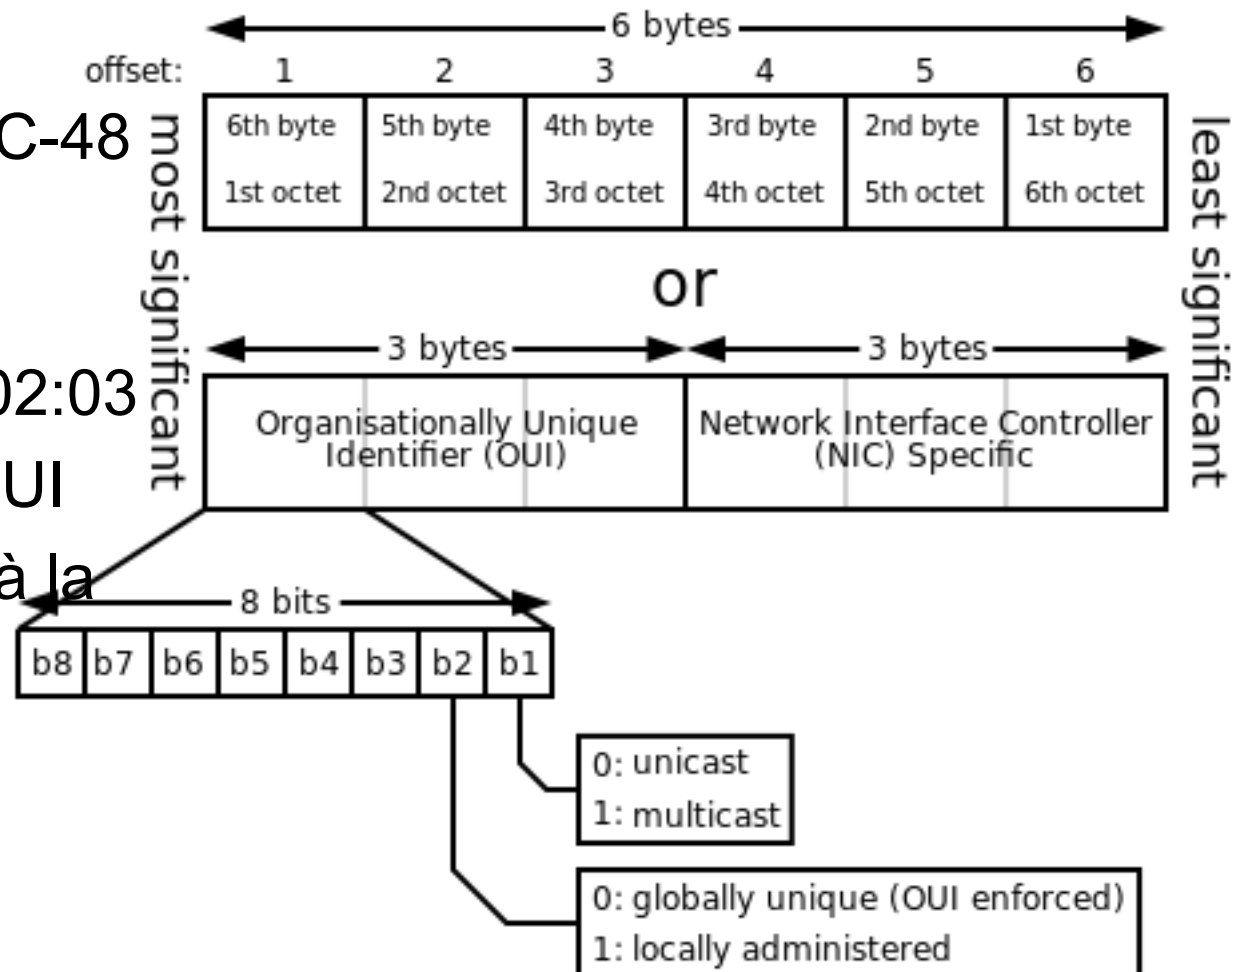 6 bytes
offset: 1 2 3 4 5 6
C-48
most significant
6th byte 5th byte 4th byte 3rd byte 2nd byte 1st byte
1st octet 2nd octet 3rd octet 4th octet 5th octet 6th octet
least significant
or
3 bytes 3 bytes
02:03
Organisationally Unique
Identifier (OUI)
Network Interface Controller
(NIC) Specific
UI
à la
8 bits
b8 b7 b6 b5 b4 b3 b2 b1
0: unicast
1: multicast
0: globally unique (OUI enforced)
1: locally administered